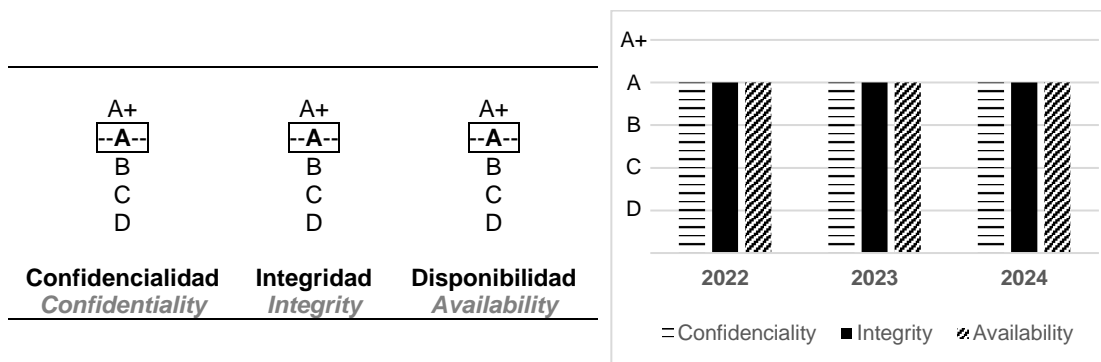 A+ A+ A+
--A-- --A-- --A--
B B B
C C C
D D D
Confidencialidad Integridad Disponibilidad
Confidentiality Integrity Availability
A+
A
B
C
D
2022 2023 2024
Confidenciality Integrity Availability